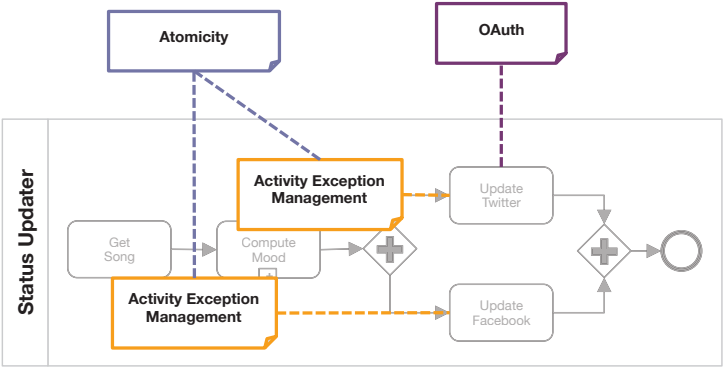 Atomicity
OAuth
Status Updater
Activity Exception
Management
Update
Twitter
Get
Song
Compute
Mood
Activity Exception
Management
Update
Facebook